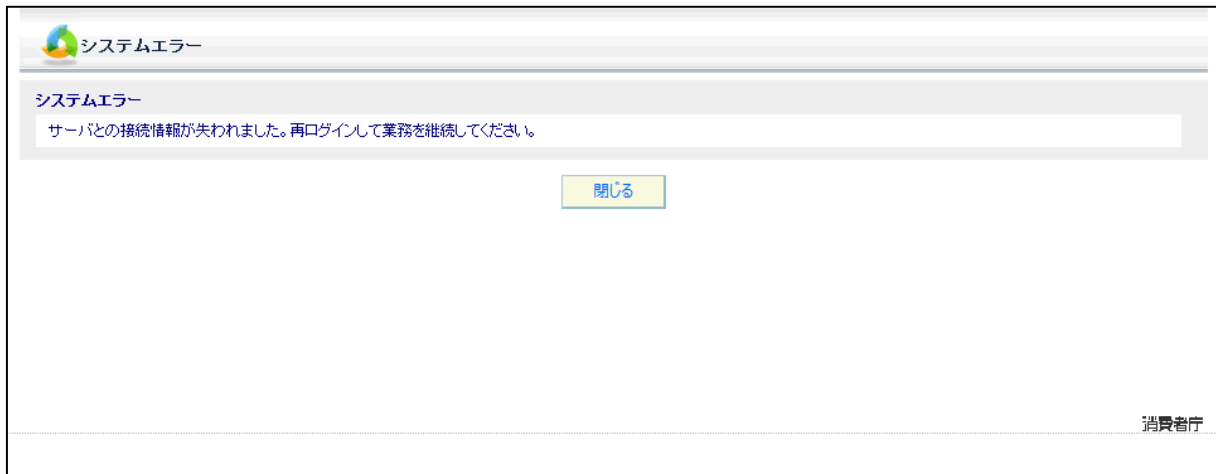 システムエラー
システムエラー
サーバとの接続情報が失われました。再ログインして業務を継続してください。
閉じる
消費者庁